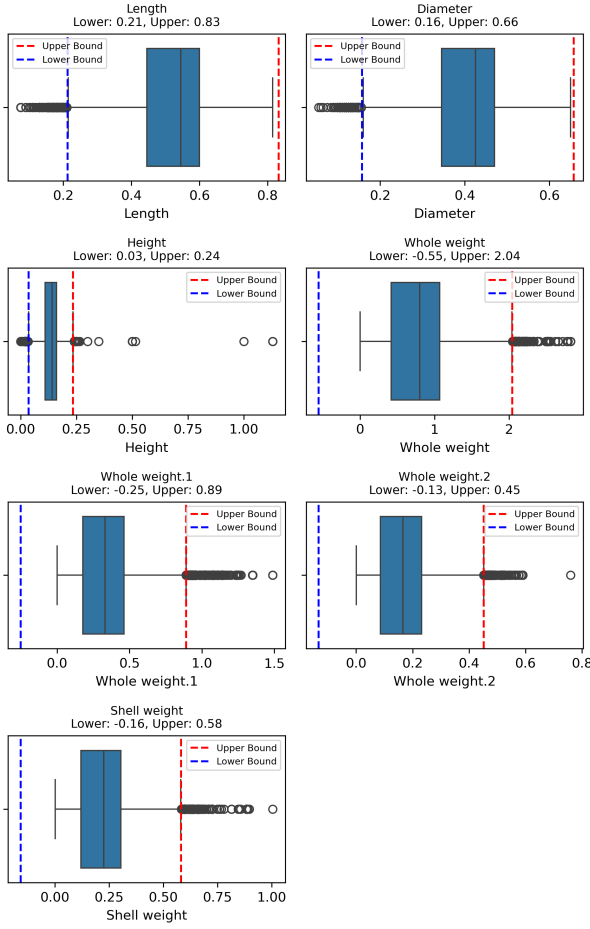 Length
Lower: 0.21, Upper: 0.83
Upper Bound
Lower Bound
0.2 0.4 0.6 0.8
Length
Diameter
Lower: 0.16, Upper: 0.66
Upper Bound
Lower Bound
0.2 0.4 0.6
Diameter
Height
Lower: 0.03, Upper: 0.24
Upper Bound
Lower Bound
0.00 0.25 0.50 0.75 1.00
Height
Whole weight
Lower: -0.55, Upper: 2.04
Upper Bound
Lower Bound
0 1 2
Whole weight
Whole weight.1
Lower: -0.25, Upper: 0.89
Upper Bound
Lower Bound
0.0 0.5 1.0 1.5
Whole weight.1
Whole weight.2
Lower: -0.13, Upper: 0.45
Upper Bound
Lower Bound
0.0 0.2 0.4 0.6 0.8
Whole weight.2
Shell weight
Lower: -0.16, Upper: 0.58
Upper Bound
Lower Bound
0.00 0.25 0.50 0.75 1.00
Shell weight